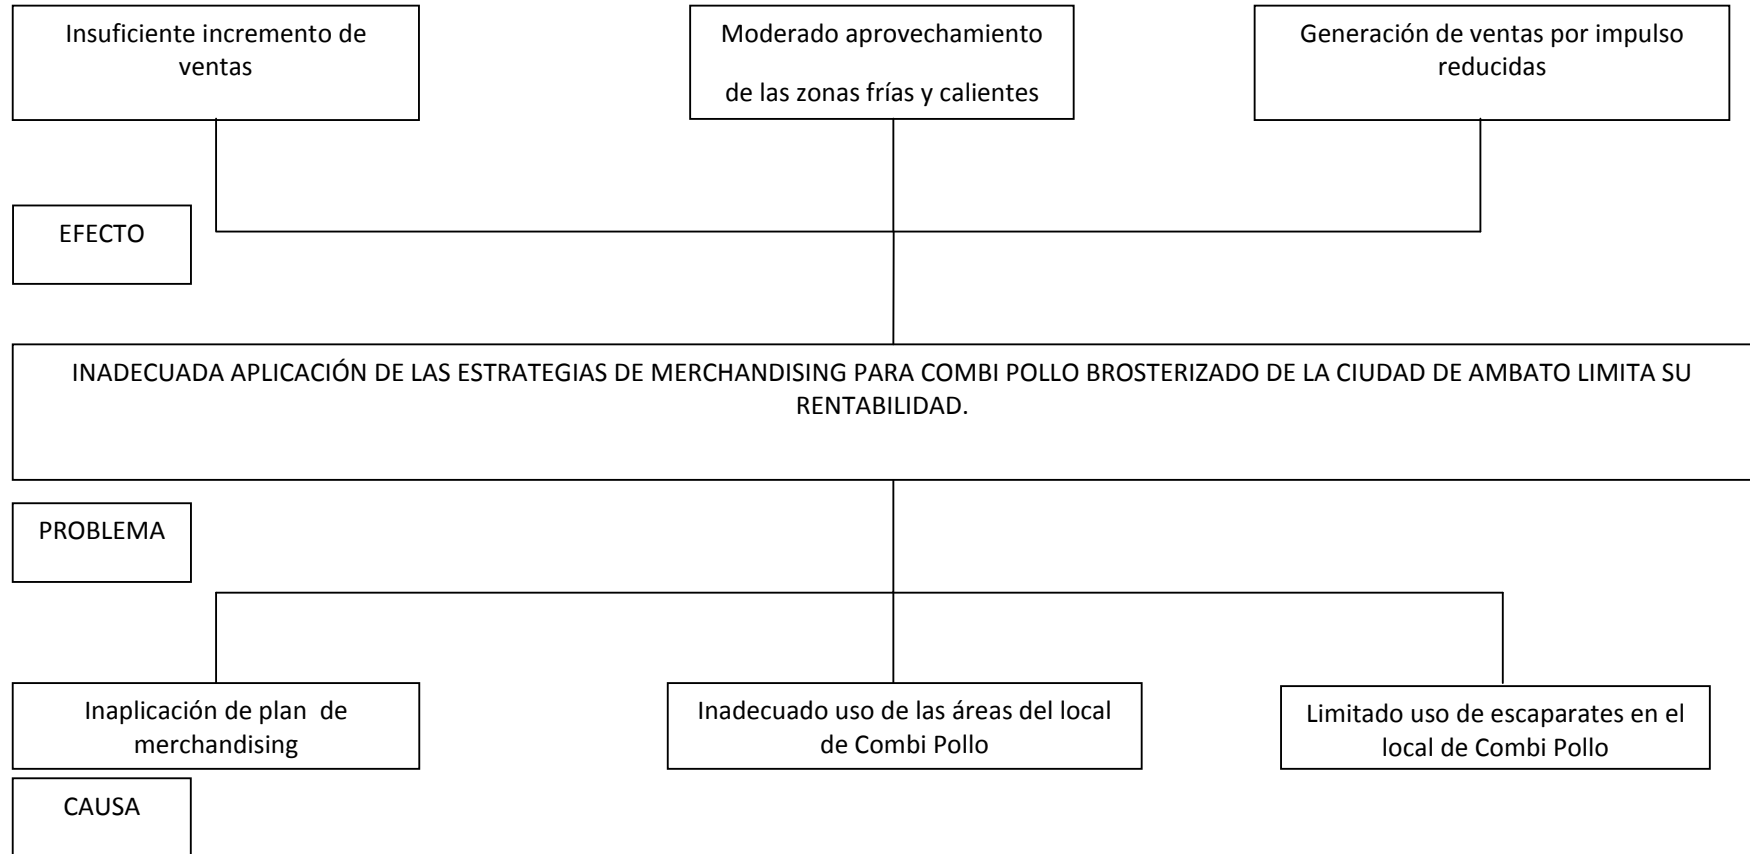 Insuficiente incremento de
ventas
Moderado aprovechamiento
de las zonas frías y calientes
Generación de ventas por impulso
reducidas
EFECTO
INADECUADA APLICACIÓN DE LAS ESTRATEGIAS DE MERCHANDISING PARA COMBI POLLO BROSTERIZADO DE LA CIUDAD DE AMBATO LIMITA SU
RENTABILIDAD.
PROBLEMA
Inaplicación de plan de
merchandising
Inadecuado uso de las áreas del local
de Combi Pollo
Limitado uso de escaparates en el
local de Combi Pollo
CAUSA